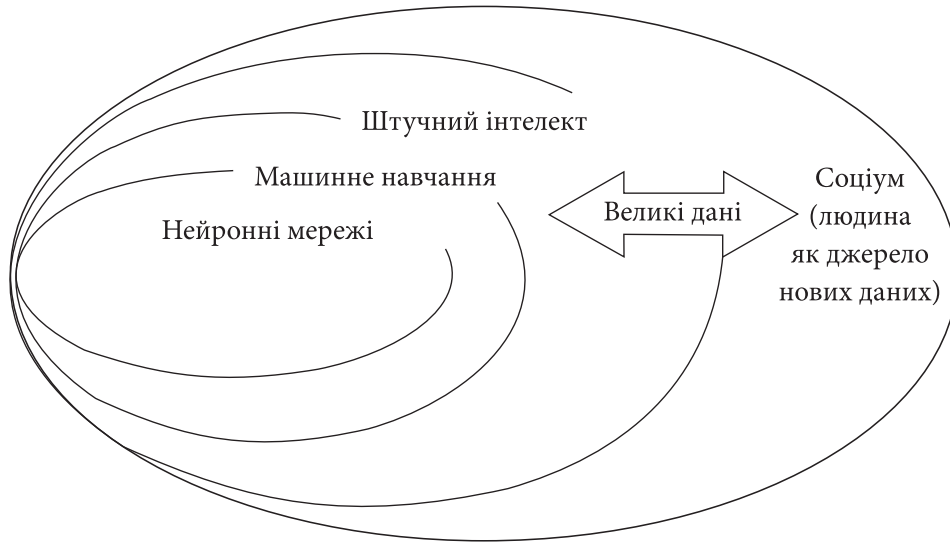 Штучний інтелект
Машинне навчання
Нейронні мережі
Великі дані
Соціум
(людина
як джерело
нових даних)